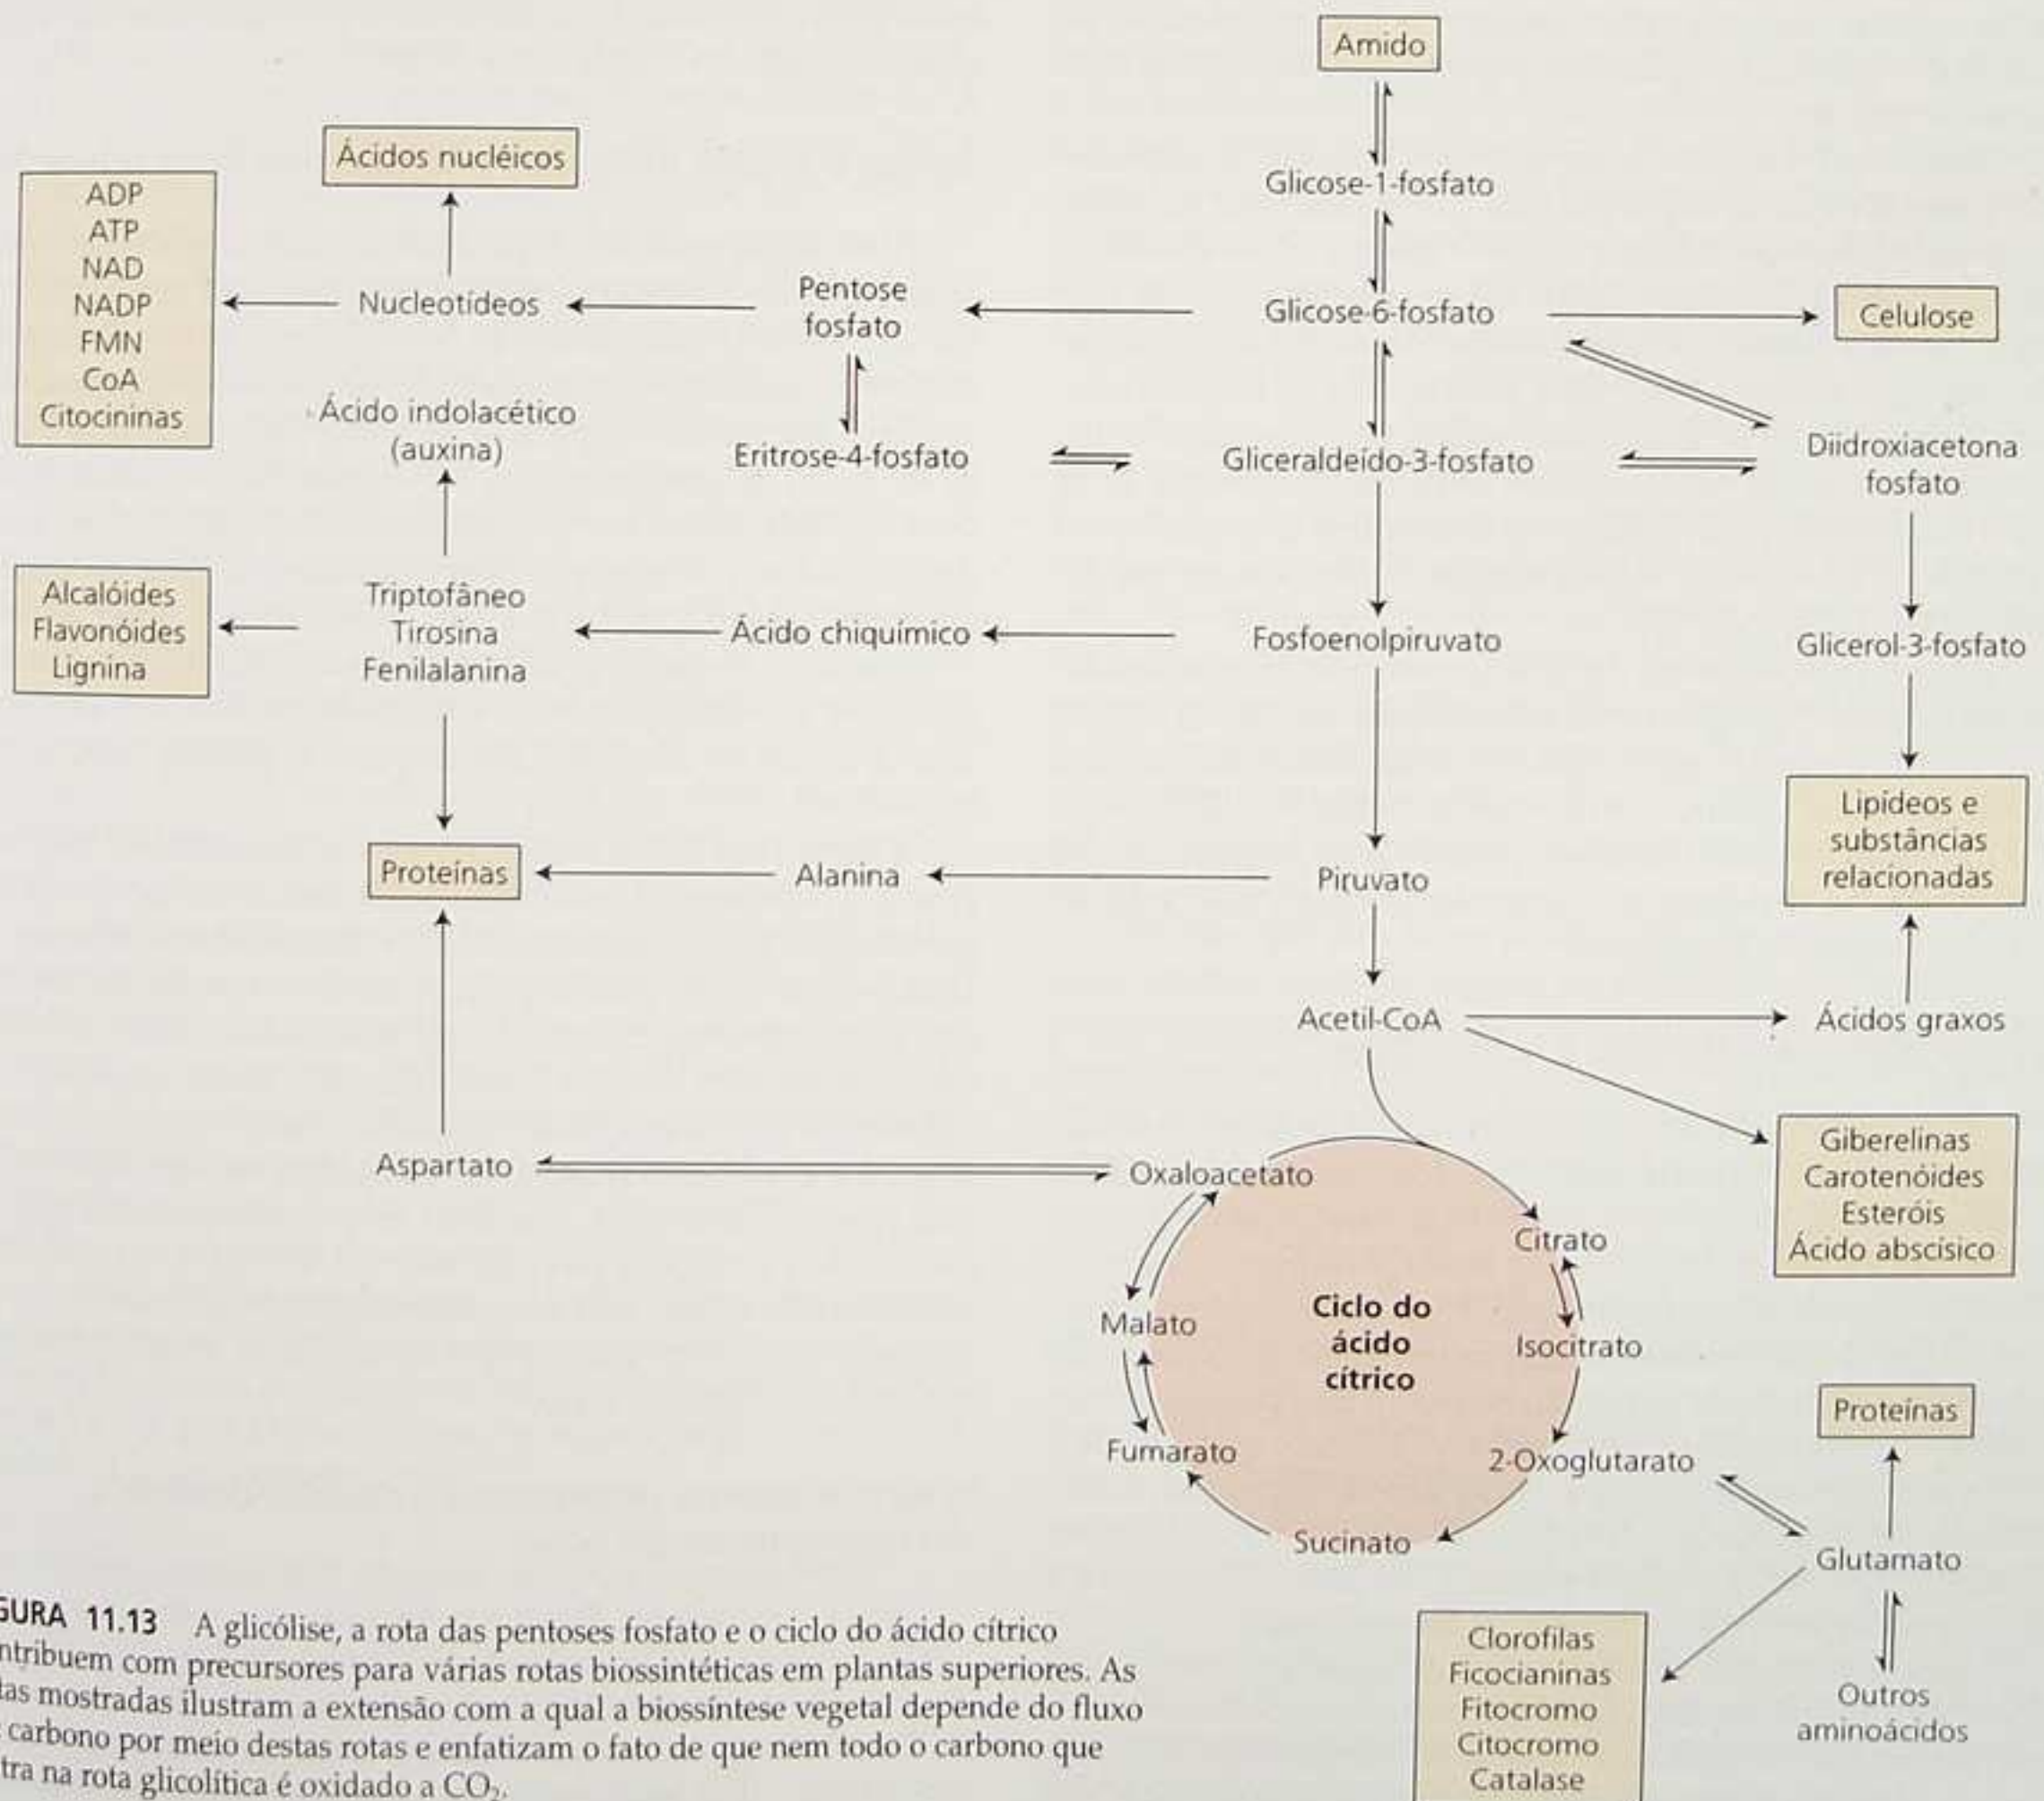 Amido
Ácidos nucléicos
ADP
ATP
NAD
NADP
FMN
CoA
Citocininas
Glicose-1-fosfato
Nucleotídeos
Pentose
fosfato
Glicose-6-fosfato
Celulose
Ácido indolacético
(auxina)
Eritrose-4-fosfato
Gliceraldeído-3-fosfato
Diidroxiacetona
fosfato
Alcalóides
Flavonóides
Lignina
Triptofâneo
Tirosina
Fenilalanina
Ácido chiquímico
Fosfoenolpiruvato
Glicerol-3-fosfato
Proteínas
Alanina
Piruvato
Lipídeos e
substâncias
relacionadas
Acetil-CoA
Ácidos graxos
Aspartato
Oxaloacetato
Giberelinas
Carotenóides
Esteróis
Ácido abscísico
Citrato
Malato
Ciclo do
ácido
cítrico
Isocitrato
Fumarato
2-Oxoglutarato
Proteínas
Sucinato
Glutamato
Clorofilas
Ficocianinas
Fitocromo
Citocromo
Catalase
Outros
aminoácidos
GURA 11.13 A glicólise, a rota das pentoses fosfato e o ciclo do ácido cítrico
ntribuem com precursores para várias rotas biossintéticas em plantas superiores. As
tas mostradas ilustram a extensão com a qual a biossíntese vegetal depende do fluxo
carbono por meio destas rotas e enfatizam o fato de que nem todo o carbono que
tra na rota glicolítica é oxidado a CO₂.